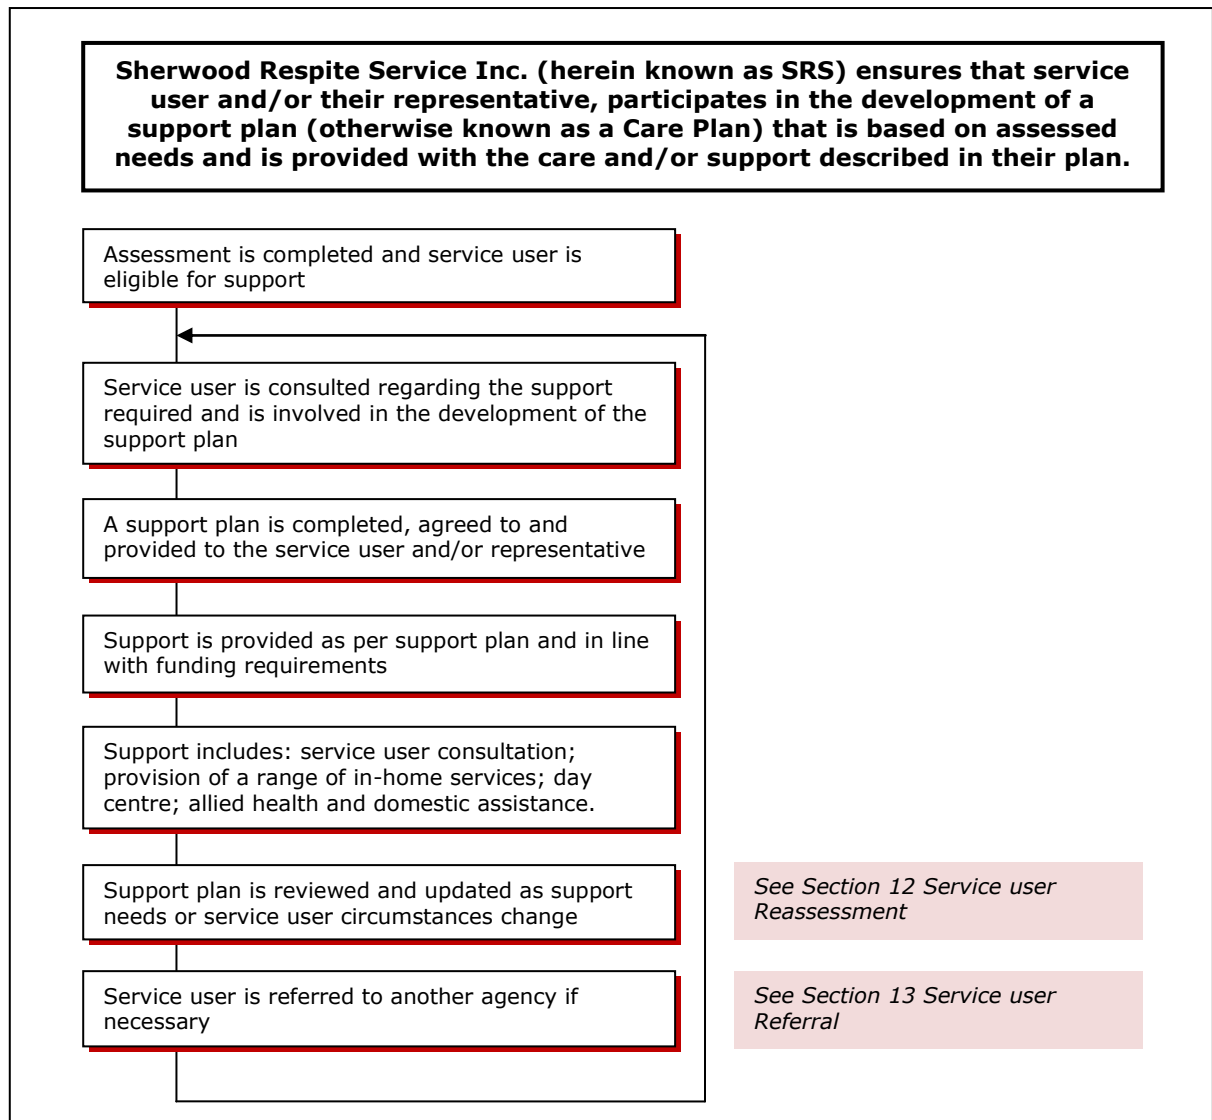 Sherwood Respite Service Inc. (herein known as SRS) ensures that service
user and/or their representative, participates in the development of a
support plan (otherwise known as a Care Plan) that is based on assessed
needs and is provided with the care and/or support described in their plan.
Assessment is completed and service user is
eligible for support
Service user is consulted regarding the support
required and is involved in the development of the
support plan
A support plan is completed, agreed to and
provided to the service user and/or representative
Support is provided as per support plan and in line
with funding requirements
Support includes: service user consultation;
provision of a range of in-home services; day
centre; allied health and domestic assistance.
Support plan is reviewed and updated as support
needs or service user circumstances change
See Section 12 Service user
Reassessment
Service user is referred to another agency if
necessary
See Section 13 Service user
Referral